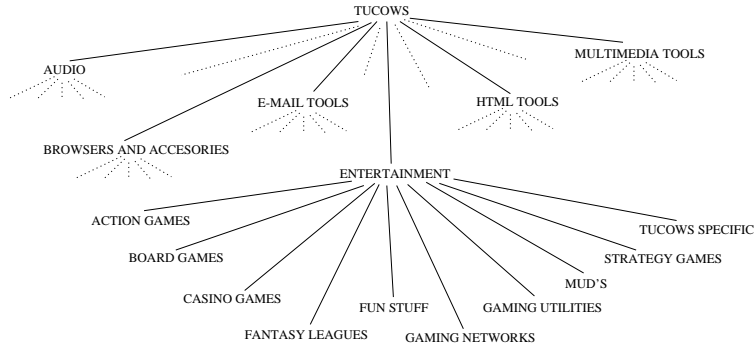 TUCOWS
MULTIMEDIA TOOLS
AUDIO
E-MAIL TOOLS
HTML TOOLS
BROWSERS AND ACCESORIES
ENTERTAINMENT
ACTION GAMES
TUCOWS SPECIFIC
BOARD GAMES
STRATEGY GAMES
MUD'S
CASINO GAMES
FUN STUFF
GAMING UTILITIES
FANTASY LEAGUES
GAMING NETWORKS